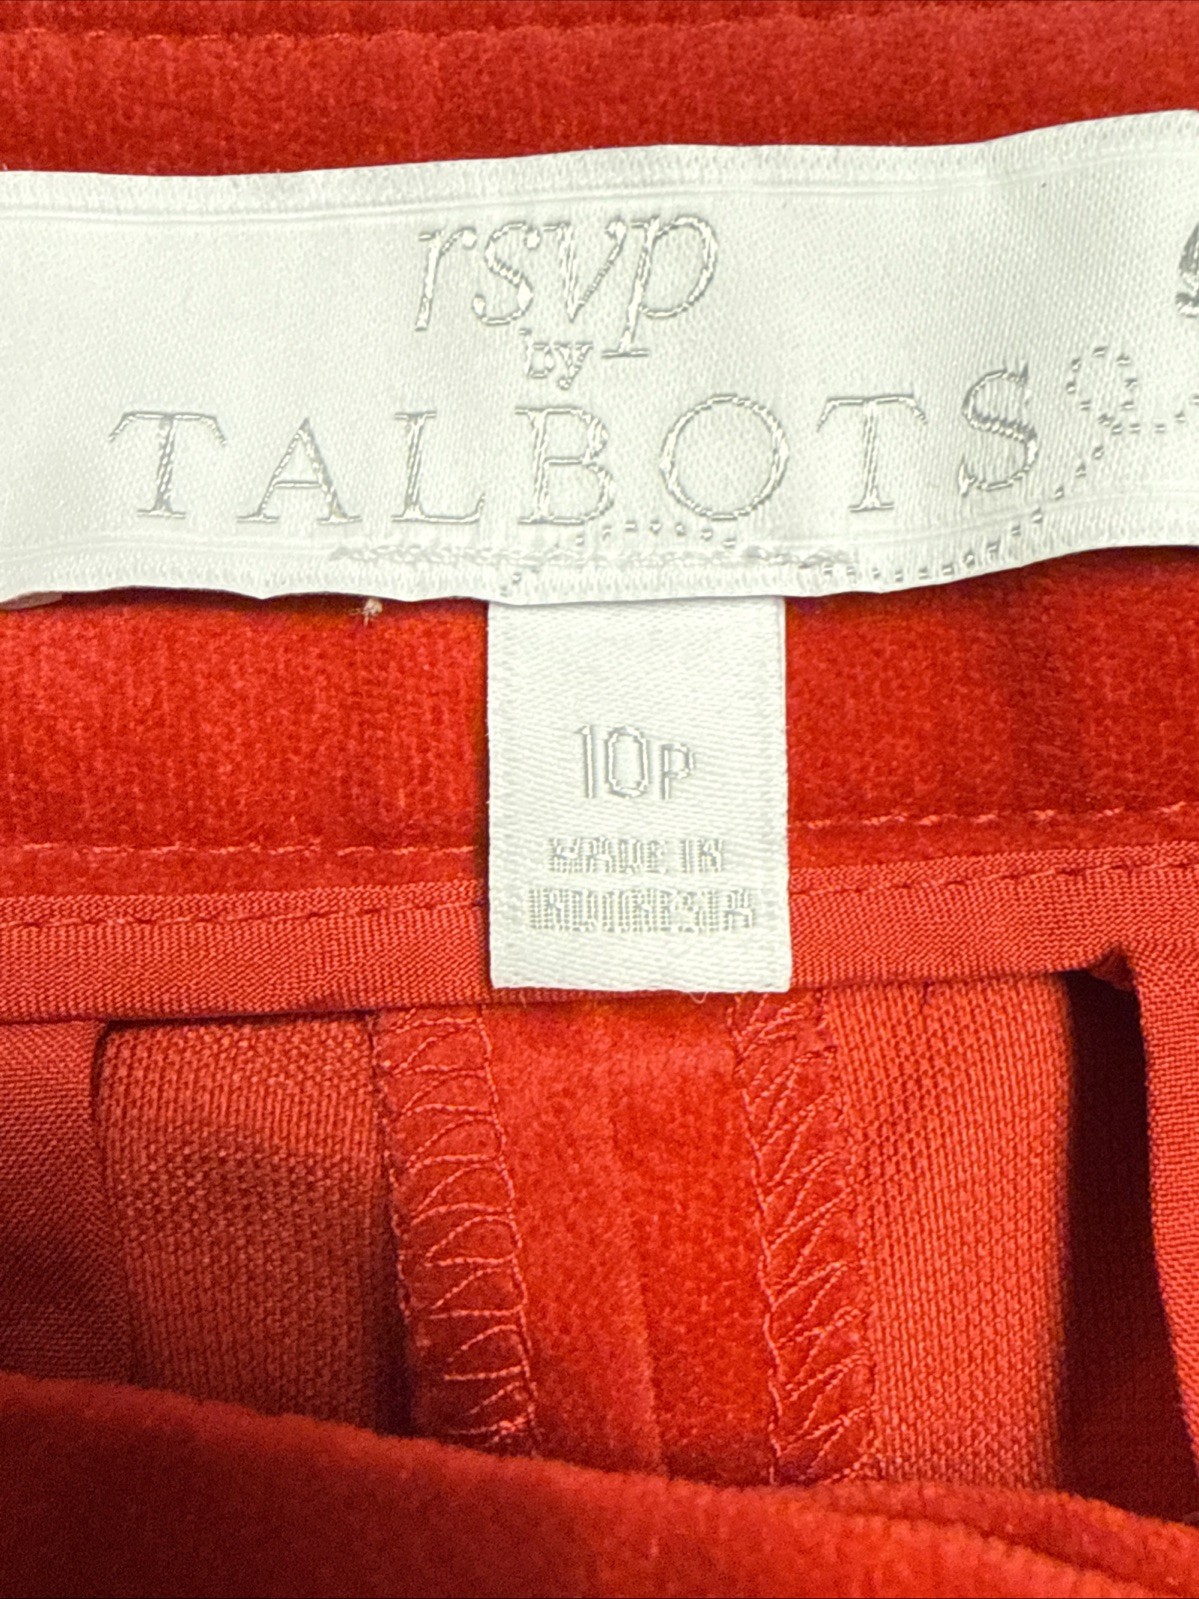 rsvp
by
TALBOTS
10P
MADE IN
INDONESIA